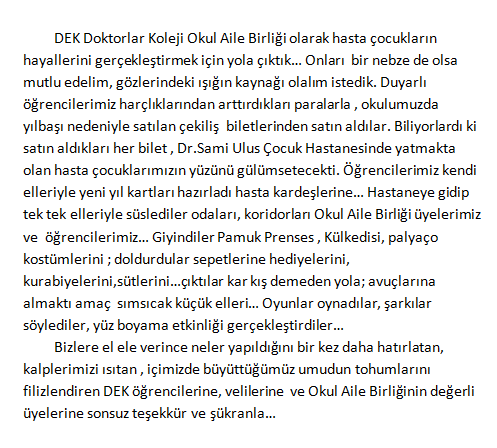 DEK Doktorlar Koleji Okul Aile Birliği olarak hasta çocukların
hayallerini gerçekleştirmek için yola çıktık... Onları  bir nebze de olsa
mutlu edelim, gözlerindeki ışığın kaynağı olalım istedik. Duyarlı
öğrencilerimiz harçlıklarından arttırdıkları paralarla , okulumuzda
yılbaşı nedeniyle satılan çekiliş  biletlerinden satın aldılar. Biliyorlardı ki
satın aldıkları her bilet , Dr.Sami Ulus Çocuk Hastanesinde yatmakta
olan hasta çocuklarımızın yüzünü gülümsetecekti. Öğrencilerimiz kendi
elleriyle yeni yıl kartları hazırladı hasta kardeşlerine... Hastaneye gidip
tek tek elleriyle süslediler odaları, koridorları Okul Aile Birliği üyelerimiz
ve  öğrencilerimiz... Giyindiler Pamuk Prenses , Külkedisi, palyaço
kostümlerini ; doldurdular sepetlerine hediyelerini,
kurabiyelerini,sütlerini...çıktılar kar kış demeden yola; avuçlarına
almaktı amaç  sımsıcak küçük elleri... Oyunlar oynadılar, şarkılar
söylediler, yüz boyama etkinliği gerçekleştirdiler...
Bizlere el ele verince neler yapıldığını bir kez daha hatırlatan,
kalplerimizi ısıtan , içimizde büyüttüğümüz umudun tohumlarını
filizlendiren DEK öğrencilerine, velilerine  ve Okul Aile Birliğinin değerli
üyelerine sonsuz teşekkür ve şükranla...